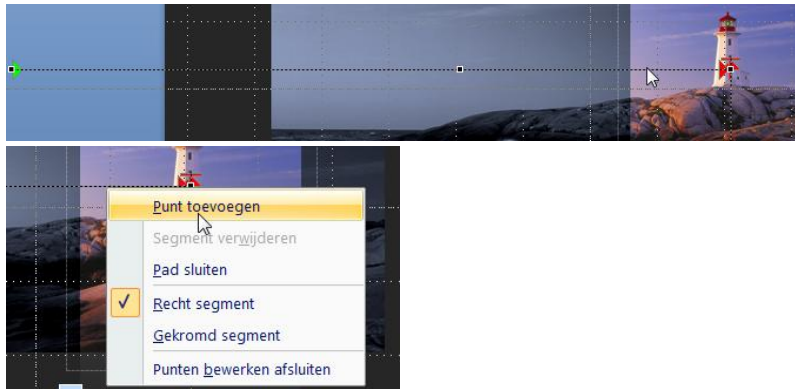 Punt toevoegen
Segment verwijderen
Pad sluiten
Recht segment
Gekromd segment
Punten bewerken afsluiten